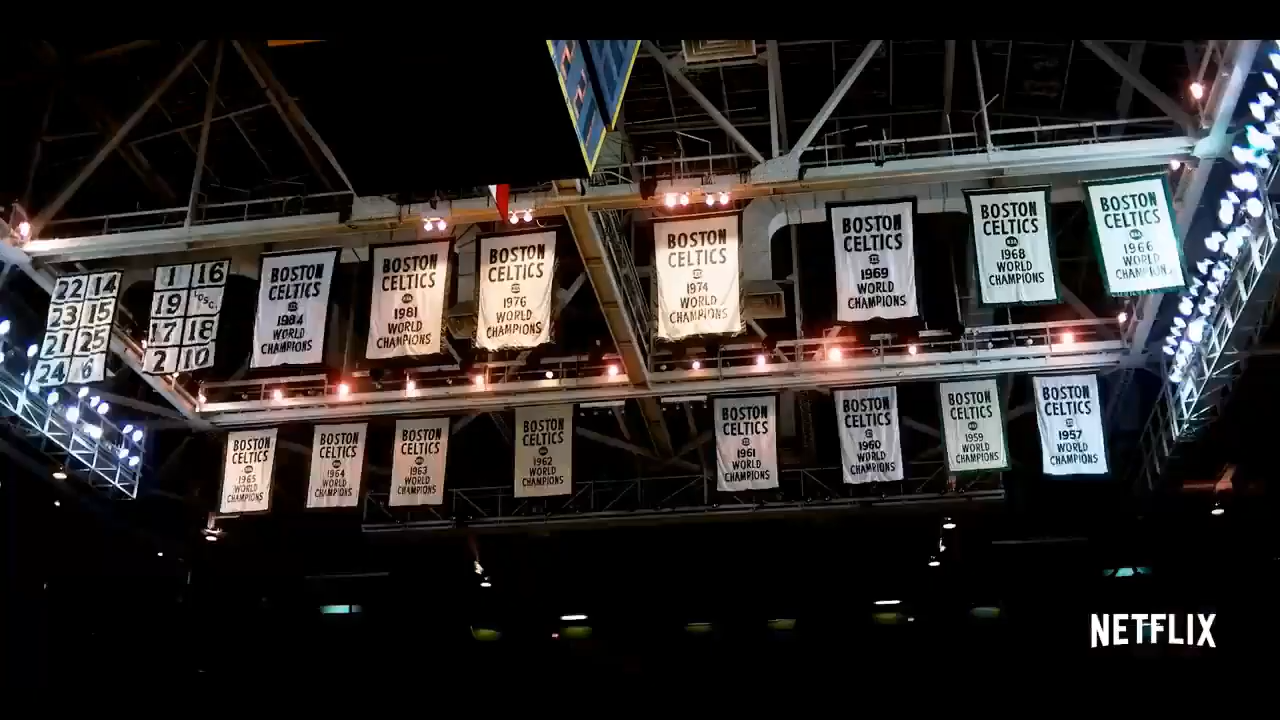 22 14
23 15
21 25
24 6
1 16
19 LOSC.
17 18
2 10
BOSTON
CELTICS
1984
WORLD
CHAMPIONS
BOSTON
CELTICS
1981
WORLD
CHAMPIONS
BOSTON
CELTICS
1976
WORLD
CHAMPIONS
BOSTON
CELTICS
1974
WORLD
CHAMPIONS
BOSTON
CELTICS
1969
WORLD
CHAMPIONS
BOSTON
CELTICS
1968
WORLD
CHAMPIONS
BOSTON
CELTICS
1966
WORLD
CHAMPIONS
BOSTON
CELTICS
1965
WORLD
CHAMPIONS
BOSTON
CELTICS
1964
WORLD
CHAMPIONS
BOSTON
CELTICS
1963
WORLD
CHAMPIONS
BOSTON
CELTICS
1962
WORLD
CHAMPIONS
BOSTON
CELTICS
1961
WORLD
CHAMPIONS
BOSTON
CELTICS
1960
WORLD
CHAMPIONS
BOSTON
CELTICS
1959
WORLD
CHAMPIONS
BOSTON
CELTICS
1957
WORLD
CHAMPIONS
NETFLIX